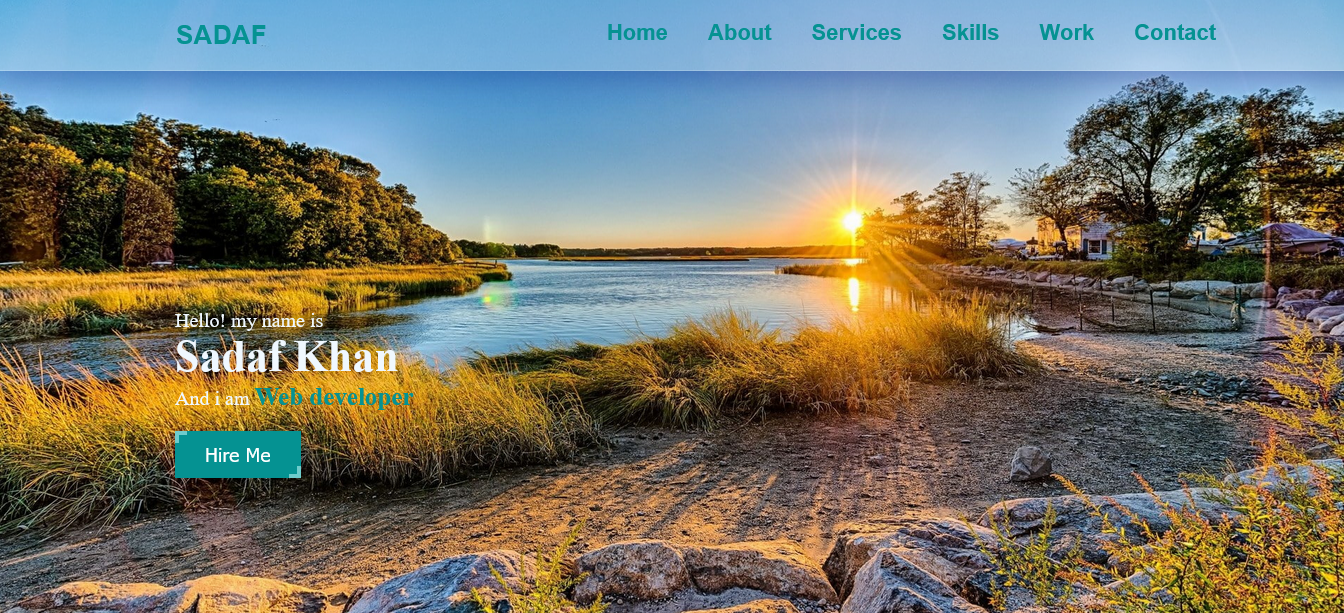 SADAF
Home About Services Skills Work Contact
Hello! my name is
Sadaf Khan
And i am Web developer
Hire Me